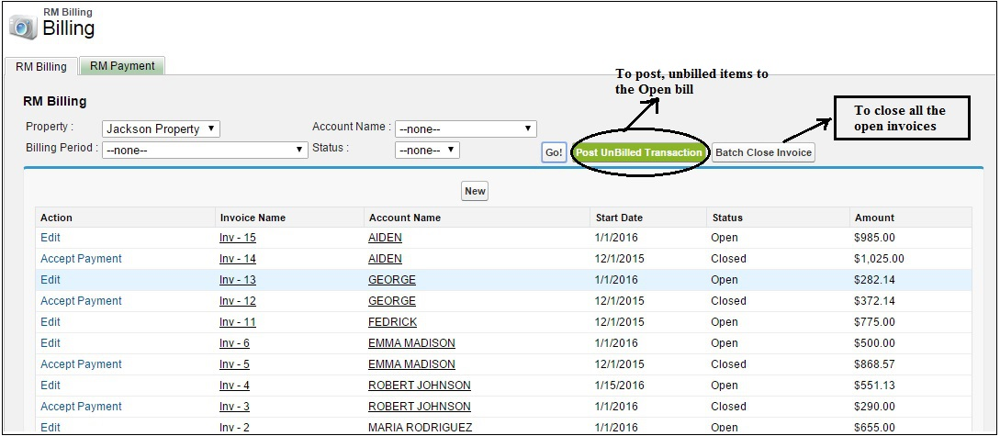 RM Billing
Billing
RM Billing RM Payment
To post, unbilled items to
the Open bill
To close all the
open invoices
RM Billing
Property : Jackson Property Account Name : --none--
Billing Period : --none-- Status : --none-- Go! Post UnBilled Transaction Batch Close Invoice
New
Action Invoice Name Account Name Start Date Status Amount
Edit Inv - 15 AIDEN 1/1/2016 Open $985.00
Accept Payment Inv - 14 AIDEN 12/1/2015 Closed $1,025.00
Edit Inv - 13 GEORGE 1/1/2016 Open $282.14
Accept Payment Inv - 12 GEORGE 12/1/2015 Closed $372.14
Edit Inv - 11 FEDRICK 12/1/2015 Open $775.00
Edit Inv - 6 EMMA MADISON 1/1/2016 Open $500.00
Accept Payment Inv - 5 EMMA MADISON 12/1/2015 Closed $868.57
Edit Inv - 4 ROBERT JOHNSON 1/15/2016 Open $551.13
Accept Payment Inv - 3 ROBERT JOHNSON 1/1/2016 Closed $290.00
Edit Inv - 2 MARIA RODRIGUEZ 1/1/2016 Open $655.00